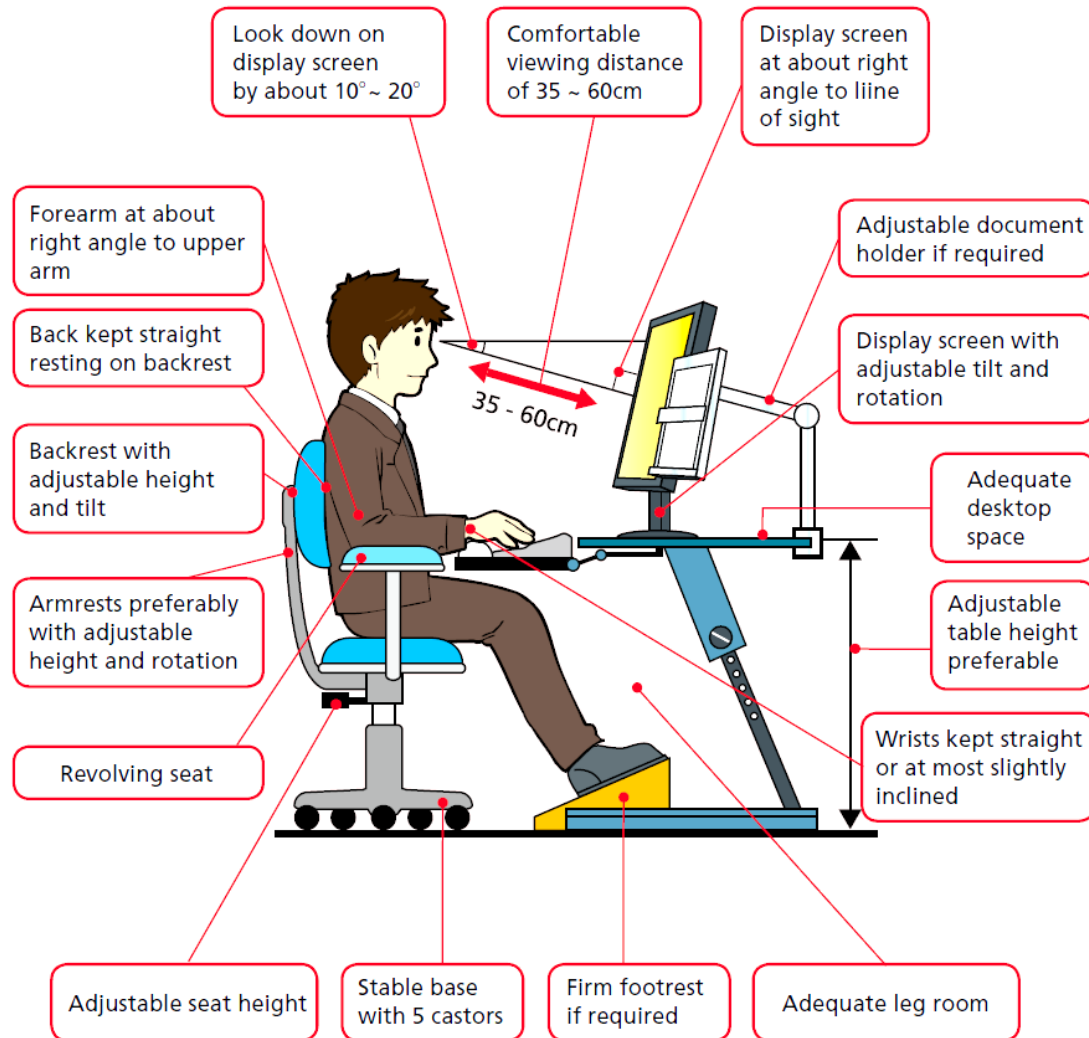 Look down on
display screen
by about 10°~ 20°
Comfortable
viewing distance
of 35 ~ 60cm
Display screen
at about right
angle to liine
of sight
Forearm at about
right angle to upper
arm
Adjustable document
holder if required
Back kept straight
resting on backrest
Display screen with
adjustable tilt and
rotation
35 - 60cm
Backrest with
adjustable height
and tilt
Adequate
desktop
space
Armrests preferably
with adjustable
height and rotation
Adjustable
table height
preferable
Revolving seat
Wrists kept straight
or at most slightly
inclined
Adjustable seat height
Stable base
with 5 castors
Firm footrest
if required
Adequate leg room